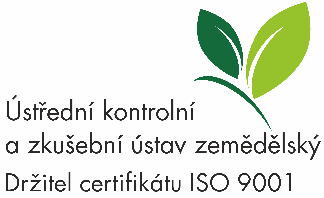 Ústřední kontrolní
a zkušební ústav zemědělský
Držitel certifikátu ISO 9001